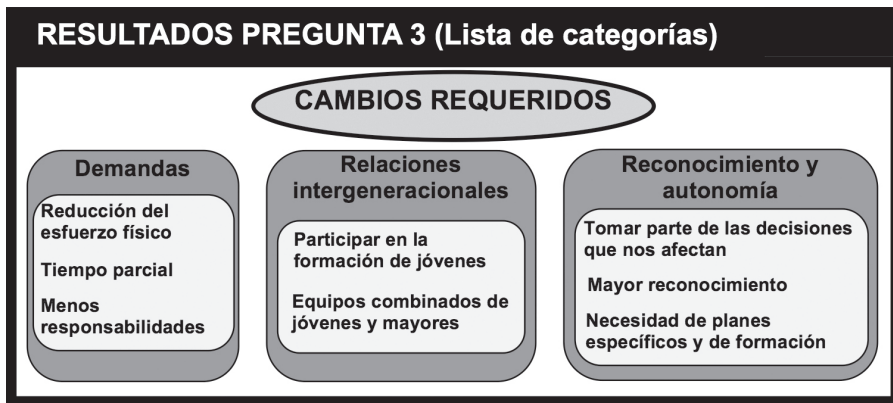 RESULTADOS PREGUNTA 3 (Lista de categorías)
CAMBIOS REQUERIDOS
Demandas
Reducción del
esfuerzo físico
Tiempo parcial
Menos
responsabilidades
Relaciones
intergeneracionales
Participar en la
formación de jóvenes
Equipos combinados de
jóvenes y mayores
Reconocimiento y
autonomía
Tomar parte de las decisiones
que nos afectan
Mayor reconocimiento
Necesidad de planes
específicos y de formación